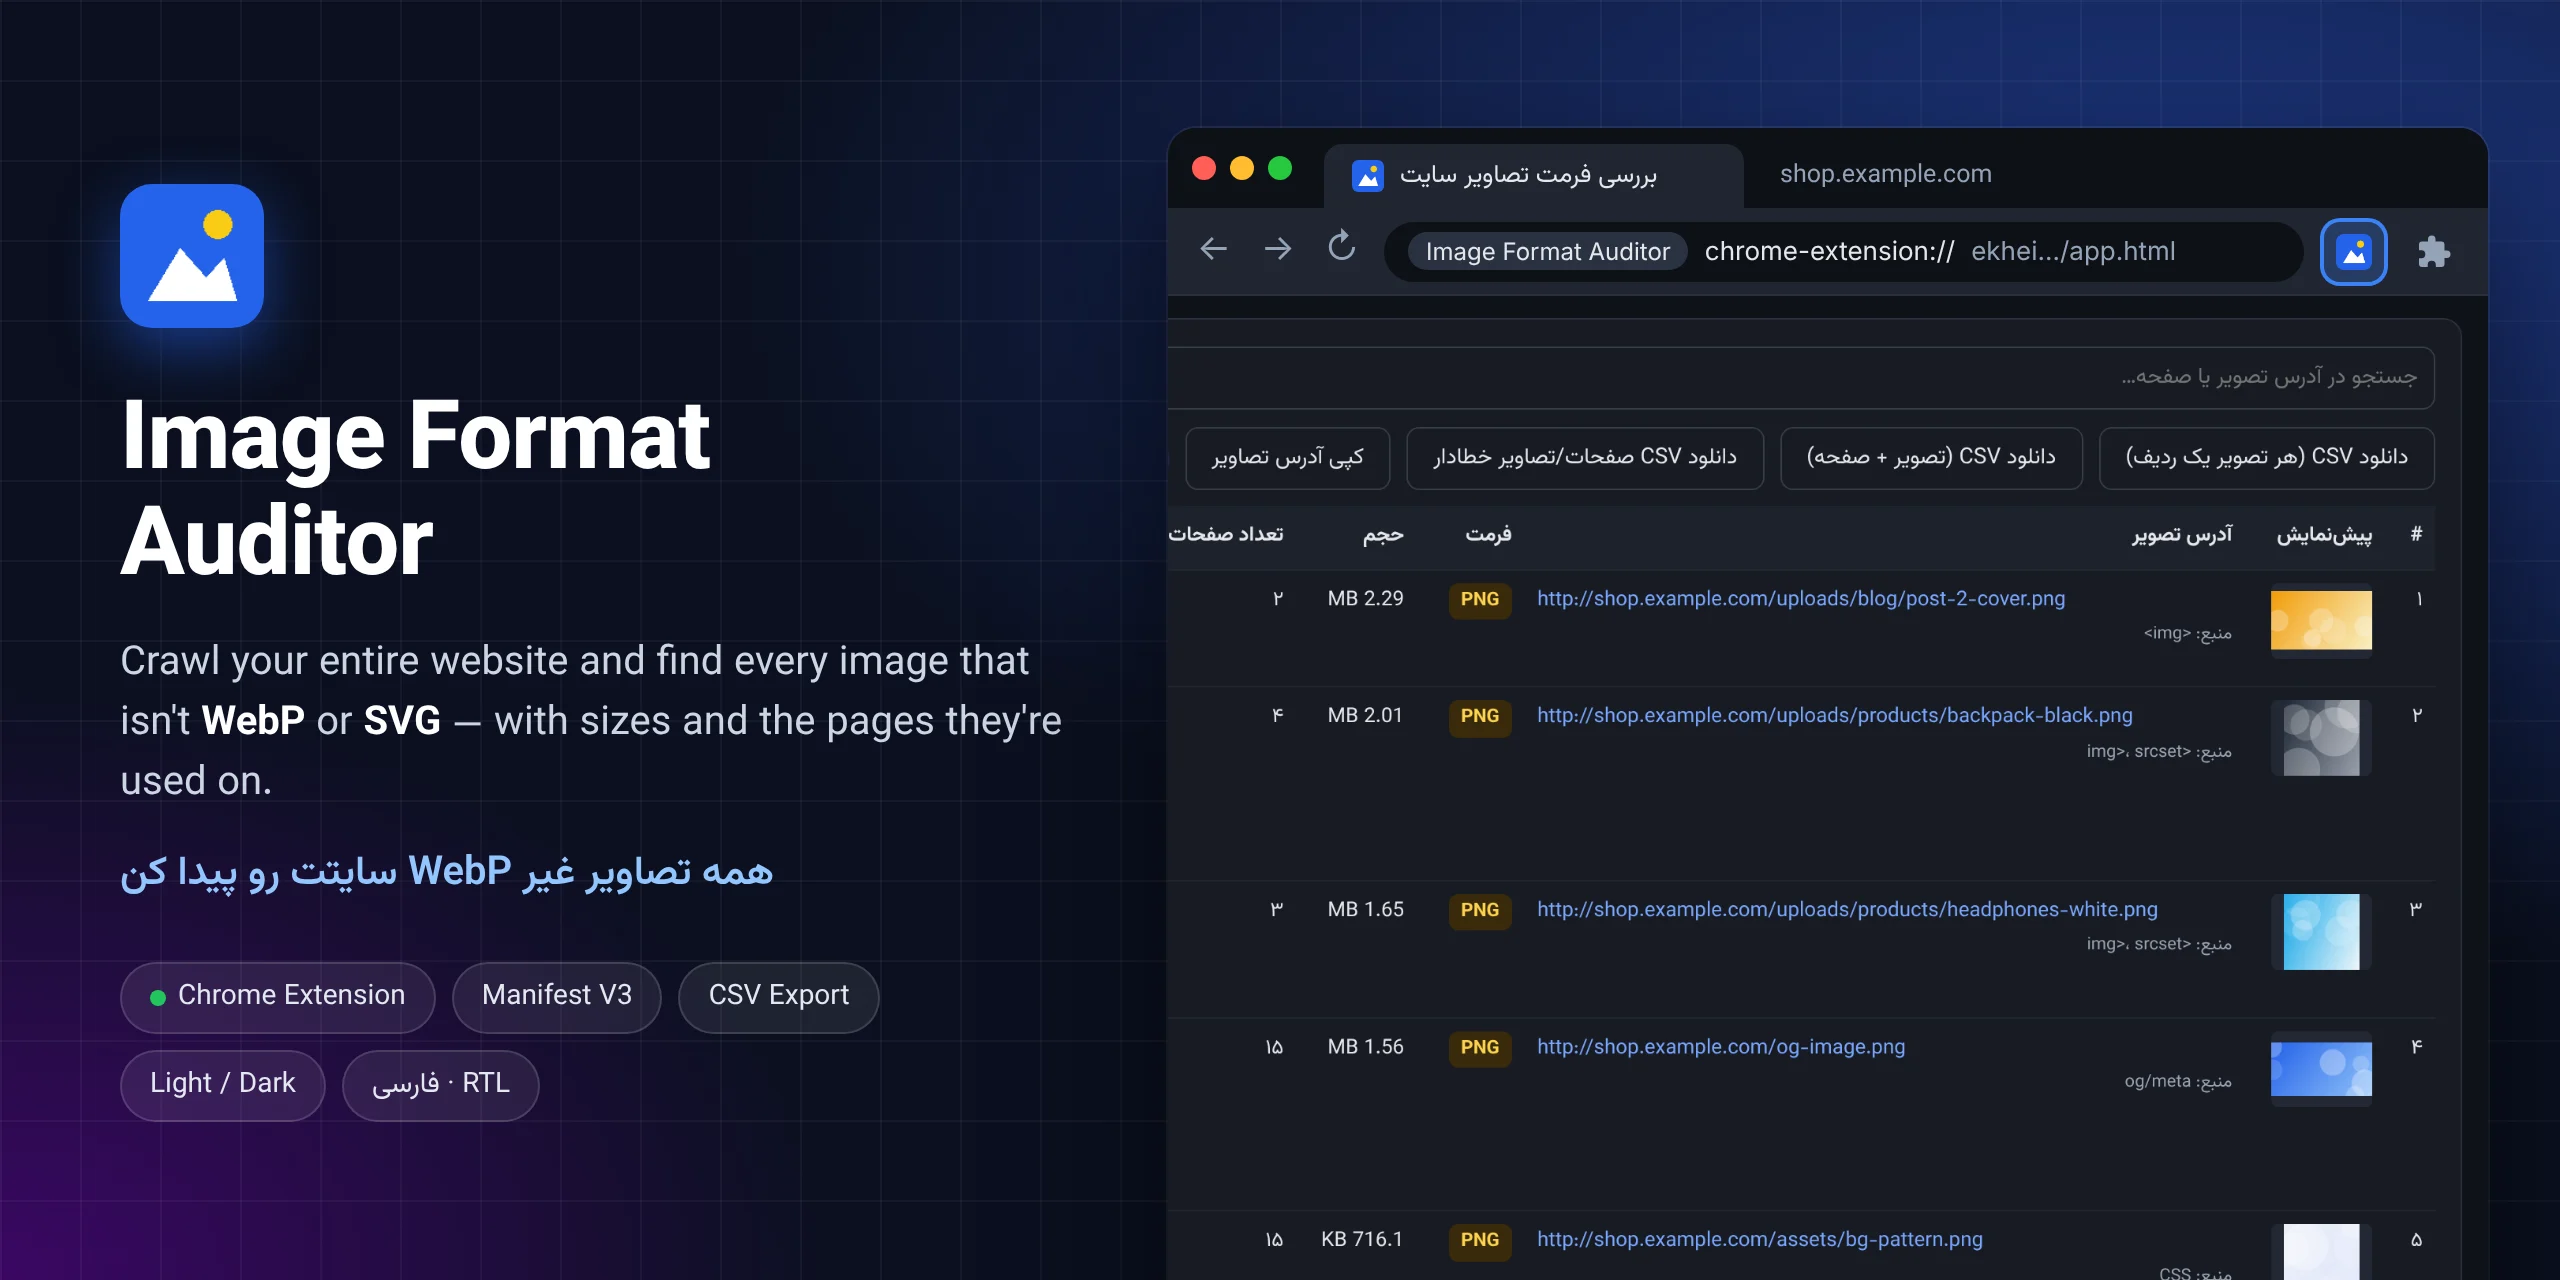 Image Format
Auditor
Crawl your entire website and find every image that
isn't WebP or SVG — with sizes and the pages they're
used on.
همه تصاویر غیر WebP سایتت رو پیدا کن
Chrome Extension
Manifest V3
CSV Export
Light / Dark
فارسی · RTL
بررسی فرمت تصاویر سایت
shop.example.com
Image Format Auditor chrome-extension:// ekhei.../app.html
جستجو در آدرس تصویر یا صفحه...
دانلود CSV (هر تصویر یک ردیف)
دانلود CSV (تصویر + صفحه)
دانلود CSV صفحات/تصاویر خطادار
کپی آدرس تصاویر
# پیش‌نمایش آدرس تصویر فرمت حجم تعداد صفحات
۱ http://shop.example.com/uploads/blog/post-2-cover.png PNG MB 2.29 ۲
منبع: <img>
۲ http://shop.example.com/uploads/products/backpack-black.png PNG MB 2.01 ۴
منبع: <img>، srcset
۳ http://shop.example.com/uploads/products/headphones-white.png PNG MB 1.65 ۳
منبع: <img>، srcset
۴ http://shop.example.com/og-image.png PNG MB 1.56 ۱۵
منبع: og/meta
۵ http://shop.example.com/assets/bg-pattern.png PNG KB 716.1 ۱۵
منبع: CSS